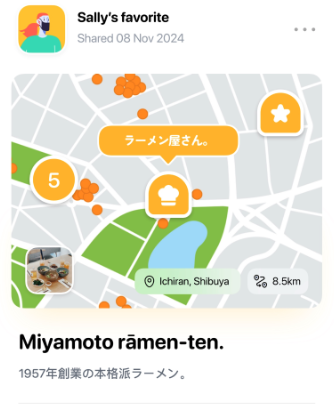 Sally's favorite
Shared 08 Nov 2024
ラーメン屋さん。
5
Ichiran, Shibuya
8.5km
Miyamoto rāmen-ten.
1957年創業の本格派ラーメン。